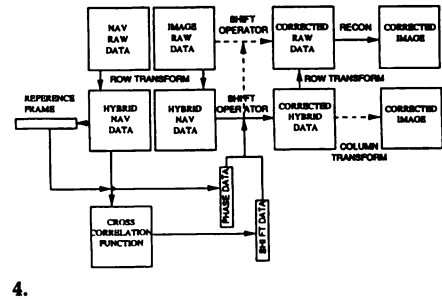 NAV
RAW
DATA
IMAGE
RAW
DATA
SHIFT
OPERATOR
CORRECTED
RAW
DATA
RECON
CORRECTED
IMAGE
ROW TRANSFORM
ROW TRANSFORM
REFERENCE
FRAME
HYBRID
NAV
DATA
HYBRID
NAV
DATA
SHIFT
OPERATOR
CORRECTED
HYBRID
DATA
CORRECTED
IMAGE
COLUMN
TRANSFORM
PHASE DATA
SHIFT DATA
CROSS
CORRELATION
FUNCTION
4.